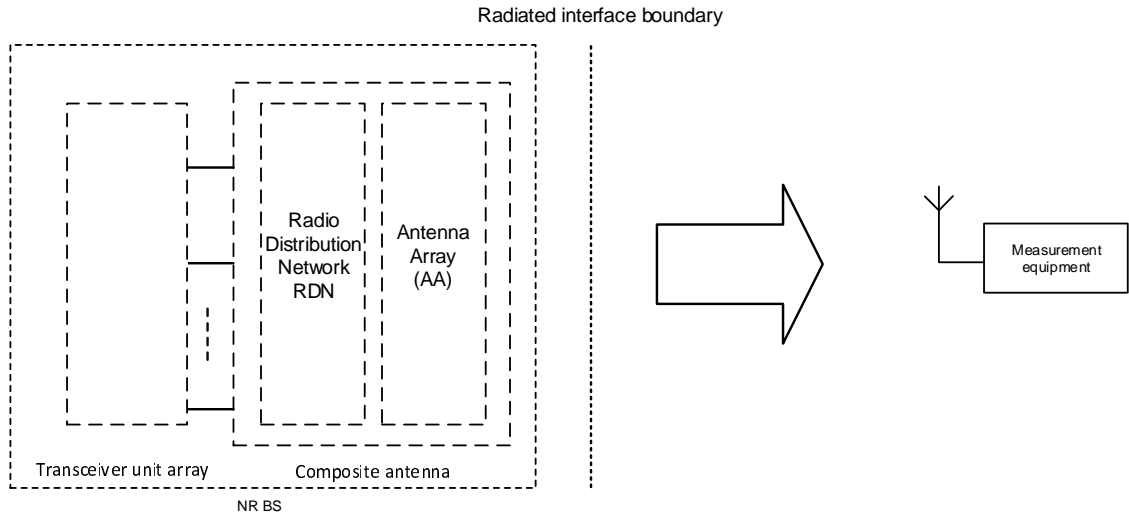 Radiated interface boundary
Radio
Distribution
Network
RDN
Antenna
Array
(AA)
Measurement
equipment
Transceiver unit array
Composite antenna
NR BS